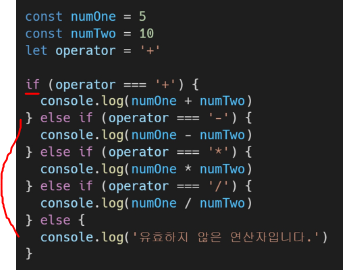 const numOne = 5
const numTwo = 10
let operator = '+'
if (operator === '+') {
  console.log(numOne + numTwo)
} else if (operator === '-') {
  console.log(numOne - numTwo)
} else if (operator === '*') {
  console.log(numOne * numTwo)
} else if (operator === '/') {
  console.log(numOne / numTwo)
} else {
  console.log('유효하지 않은 연산자입니다.')
}